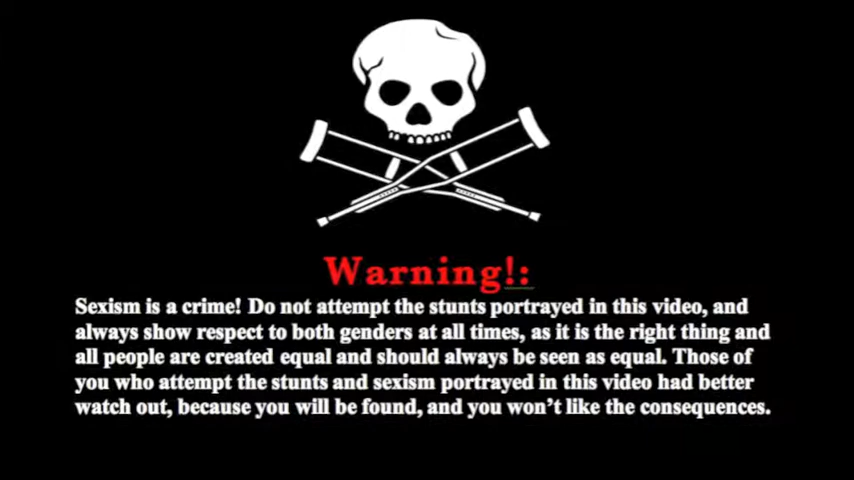 Warning!:
Sexism is a crime! Do not attempt the stunts portrayed in this video, and
always show respect to both genders at all times, as it is the right thing and
all people are created equal and should always be seen as equal. Those of
you who attempt the stunts and sexism portrayed in this video had better
watch out, because you will be found, and you won’t like the consequences.